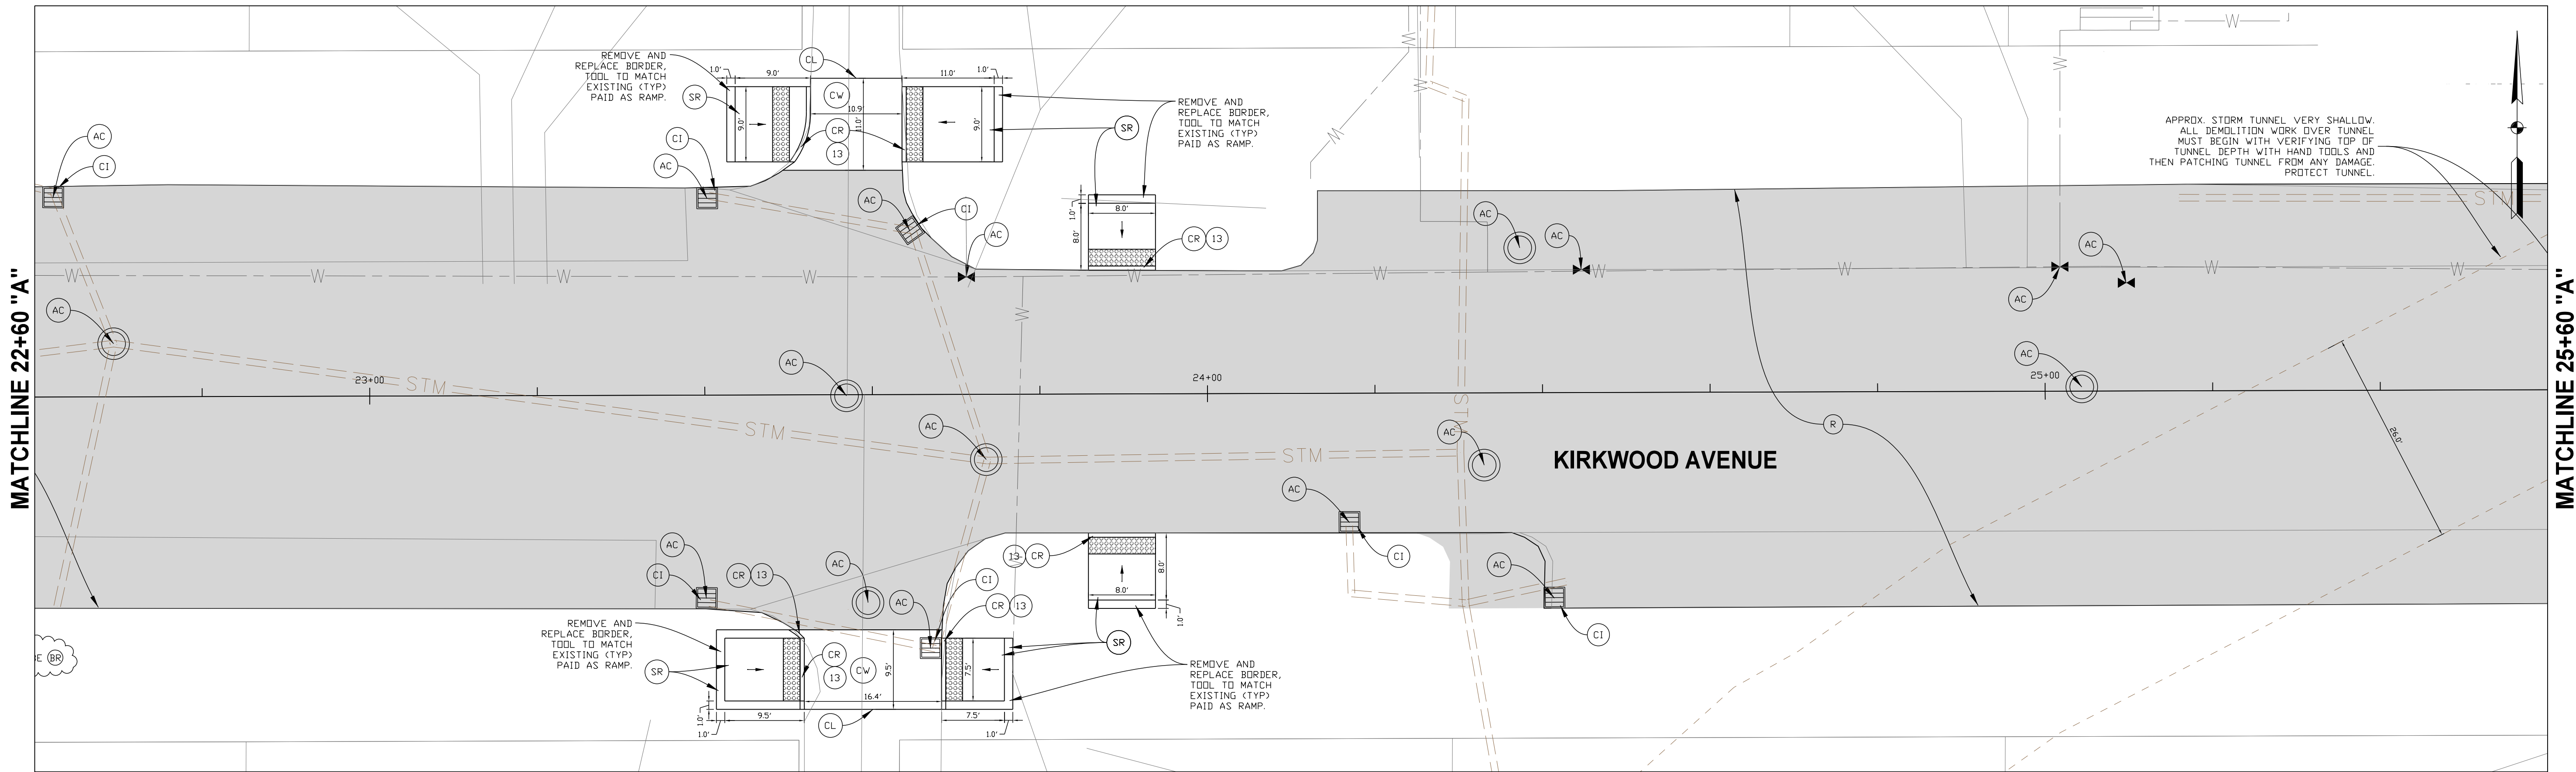 REMOVE AND
REPLACE BORDER,
TOOL TO MATCH
EXISTING (TYP)
PAID AS RAMP.
SR
1.0'
9.0'
CL
11.0'
1.0'
CW
10.9'
11.0'
9.0'
9.0'
CR
13
SR
REMOVE AND
REPLACE BORDER,
TOOL TO MATCH
EXISTING (TYP)
PAID AS RAMP.
W
W
W
W
W
APPROX. STORM TUNNEL VERY SHALLOW.
ALL DEMOLITION WORK OVER TUNNEL
MUST BEGIN WITH VERIFYING TOP OF
TUNNEL DEPTH WITH HAND TOOLS AND
THEN PATCHING TUNNEL FROM ANY DAMAGE.
PROTECT TUNNEL.
AC
CI
CI
AC
AC
CI
AC
1.0'
8.0'
8.0'
CR 13
AC
AC
AC
AC
STM
W
W
W
W
W
W
W
W
W
W
W
MATCHLINE 22+60 "A"
MATCHLINE 25+60 "A"
AC
AC
AC
23+00
24+00
25+00
STM
STM
STM
STM
AC
AC
R
KIRKWOOD AVENUE
26.0'
AC
CI
AC
CI
CR 13
AC
AC
CI
CR 13
13 CR
8.0'
8.0'
1.0'
SR
AC
CI
BR
REMOVE AND
REPLACE BORDER,
TOOL TO MATCH
EXISTING (TYP)
PAID AS RAMP.
SR
CR
13
CW
9.5'
7.5'
16.4'
1.0'
1.0'
9.5'
CL
7.5'
1.0'
REMOVE AND
REPLACE BORDER,
TOOL TO MATCH
EXISTING (TYP)
PAID AS RAMP.